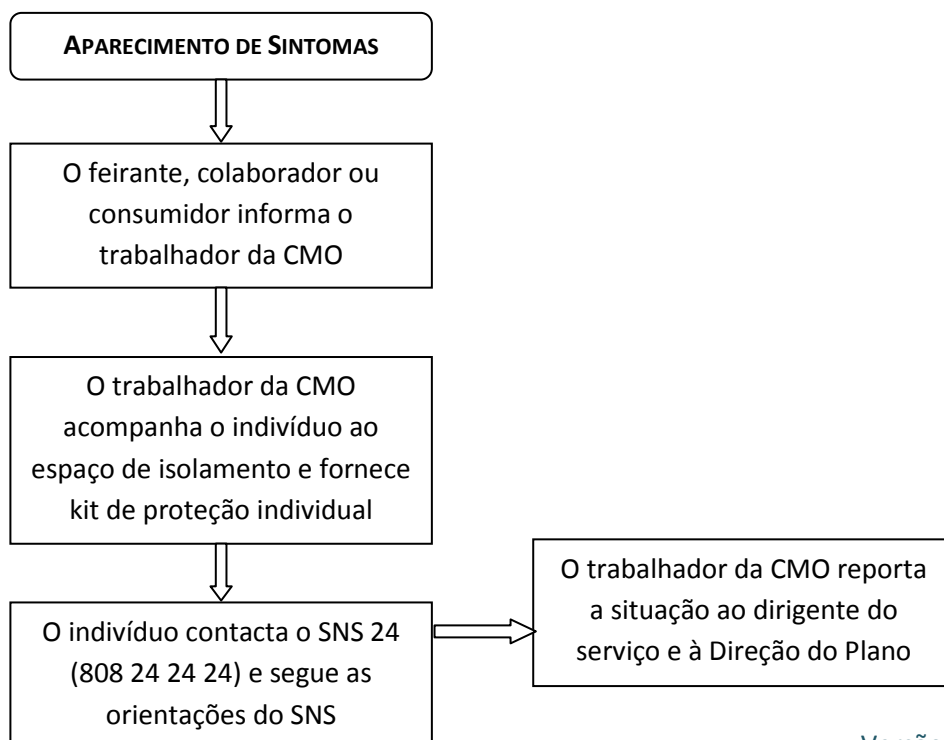 APARECIMENTO DE SINTOMAS
O feirante, colaborador ou
consumidor informa o
trabalhador da CMO
O trabalhador da CMO
acompanha o indivíduo ao
espaço de isolamento e fornece
kit de proteção individual
O indivíduo contacta o SNS 24
(808 24 24 24) e segue as
orientações do SNS
O trabalhador da CMO reporta
a situação ao dirigente do
serviço e à Direção do Plano